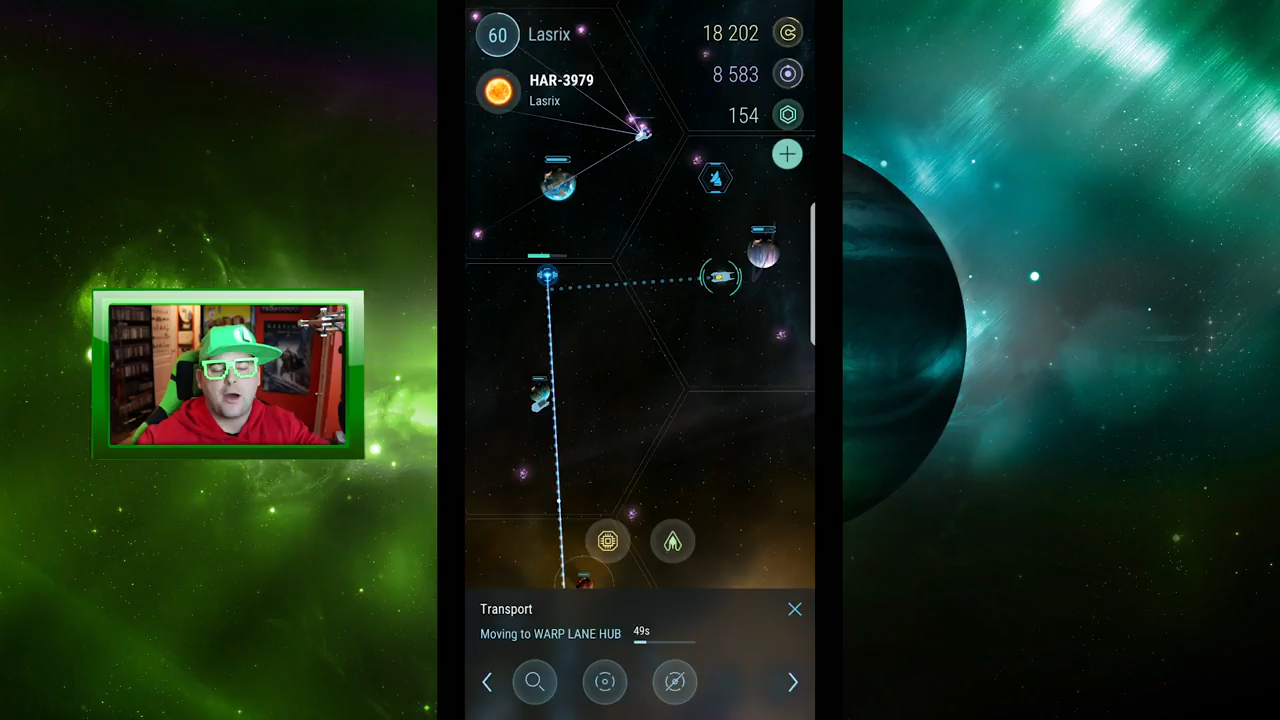 60 Lasrix
18 202
HAR-3979
Lasrix
8 583
154
Transport
Moving to WARP LANE HUB 49s